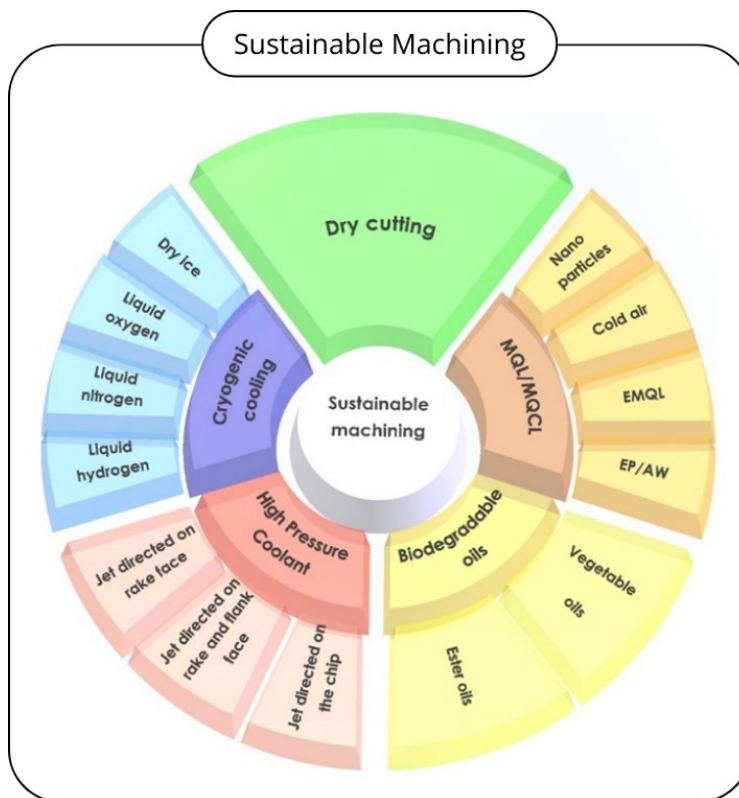 Sustainable Machining
Dry cutting
Nano
particles
Cold air
EMQL
EP/AW
MQL/MQCL
Vegetable
oils
Ester oils
Biodegradable
oils
Jet directed on
the chip
Jet directed on
rake and flank
face
Jet directed on
rake face
High Pressure
Coolant
Liquid
hydrogen
Liquid
nitrogen
Liquid
oxygen
Dry ice
Cryogenic
cooling
Sustainable
machining